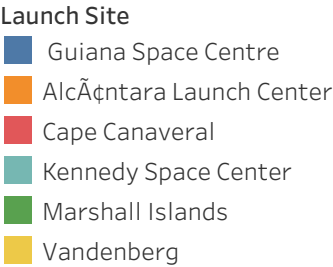 Launch Site
Guiana Space Centre
AlcÃ¢ntara Launch Center
Cape Canaveral
Kennedy Space Center
Marshall Islands
Vandenberg